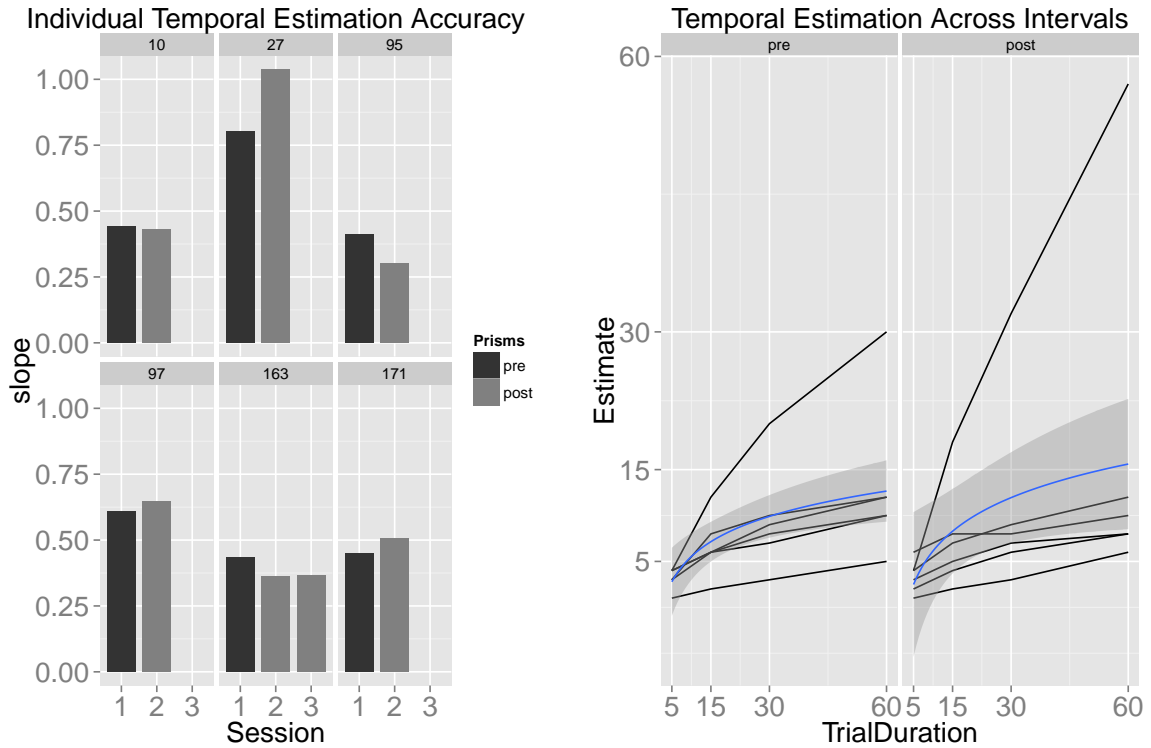 Individual Temporal Estimation Accuracy
10 27 95
1.00
0.75
0.50
0.25
0.00
97 163 171
1.00
0.75
0.50
0.25
0.00
slope
1 2 3 1 2 3 1 2 3
Session
Prisms
pre
post
Temporal Estimation Across Intervals
pre post
60
30
15
5
Estimate
5 15 30 60 5 15 30 60
TrialDuration